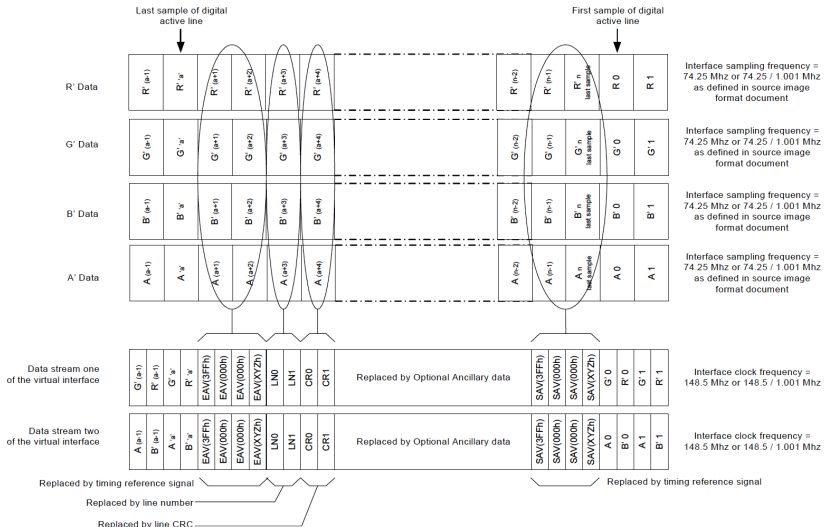 Last sample of digital
active line
First sample of digital
active line
R' Data
R' (a-1)
R' 'a'
R' (a+1)
R' (a+2)
R' (a+3)
R' (a+4)
R' (n-2)
R' (n-1)
R' n
last sample
R 0
R 1
Interface sampling frequency =
74.25 Mhz or 74.25 / 1.001 Mhz
as defined in source image
format document
G' Data
G' (a-1)
G' 'a'
G' (a+1)
G' (a+2)
G' (a+3)
G' (a+4)
G' (n-2)
G' (n-1)
G' n
last sample
G' 0
G' 1
Interface sampling frequency =
74.25 Mhz or 74.25 / 1.001 Mhz
as defined in source image
format document
B' Data
B' (a-1)
B' 'a'
B' (a+1)
B' (a+2)
B' (a+3)
B' (a+4)
B' (n-2)
B' (n-1)
B' n
last sample
B' 0
B' 1
Interface sampling frequency =
74.25 Mhz or 74.25 / 1.001 Mhz
as defined in source image
format document
A' Data
A (a-1)
A 'a'
A (a+1)
A (a+2)
A (a+3)
A (a+4)
A (n-2)
A (n-1)
A n
last sample
A 0
A 1
Interface sampling frequency =
74.25 Mhz or 74.25 / 1.001 Mhz
as defined in source image
format document
Data stream one
of the virtual interface
G' (a-1)
R' (a-1)
G' 'a'
R' 'a'
EAV(3FFh)
EAV(000h)
EAV(000h)
EAV(XYZh)
LN0
LN1
CR0
CR1
Replaced by Optional Ancillary data
SAV(3FFh)
SAV(000h)
SAV(000h)
SAV(XYZh)
G' 0
R' 0
G' 1
R' 1
Interface clock frequency =
148.5 Mhz or 148.5 / 1.001 Mhz
Data stream two
of the virtual interface
A (a-1)
B' (a-1)
A 'a'
B' 'a'
EAV(3FFh)
EAV(000h)
EAV(000h)
EAV(XYZh)
LN0
LN1
CR0
CR1
Replaced by Optional Ancillary data
SAV(3FFh)
SAV(000h)
SAV(000h)
SAV(XYZh)
A 0
B' 0
A 1
B' 1
Interface clock frequency =
148.5 Mhz or 148.5 / 1.001 Mhz
Replaced by timing reference signal
Replaced by timing reference signal
Replaced by line number
Replaced by line CRC